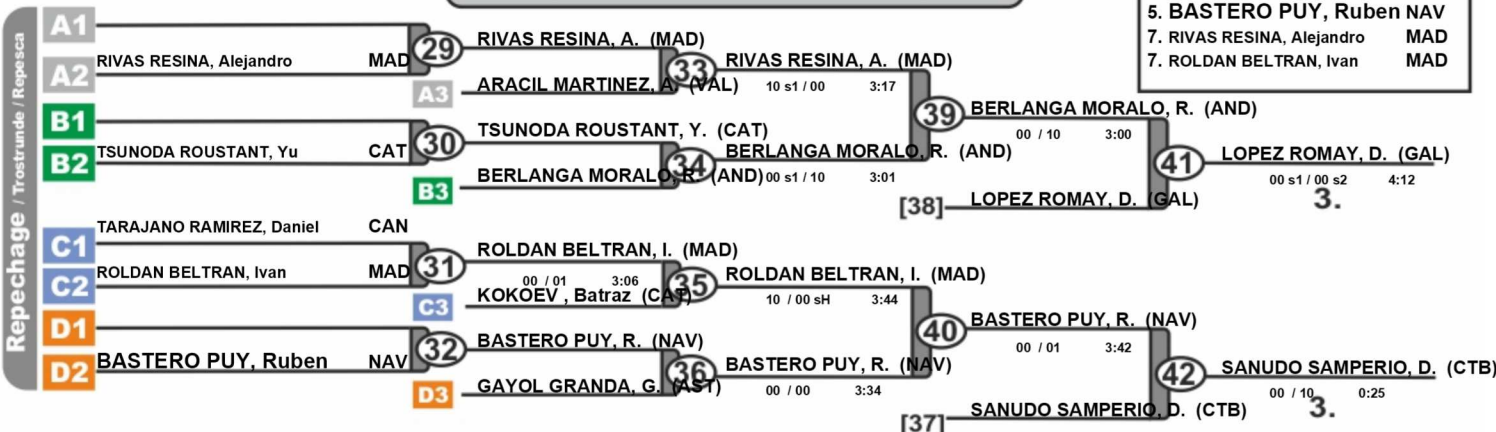 5. BASTERO PUY, Ruben NAV
7. RIVAS RESINA, Alejandro MAD
7. ROLDAN BELTRAN, Ivan MAD
Repechage / Trostrunde / Repesca
A1
A2 RIVAS RESINA, Alejandro MAD
B1
B2 TSUNODA ROUSTANT, Yu CAT
C1 TARAJANO RAMIREZ, Daniel CAN
C2 ROLDAN BELTRAN, Ivan MAD
D1
D2 BASTERO PUY, Ruben NAV
29
RIVAS RESINA, A. (MAD)
A3 ARACIL MARTINEZ, A. (VAL)
30
TSUNODA ROUSTANT, Y. (CAT)
B3 BERLANGA MORALO, R. (AND)
31
ROLDAN BELTRAN, I. (MAD)
00 / 01 3:06
C3 KOKOEV , Batraz (CAT)
32
BASTERO PUY, R. (NAV)
D3 GAYOL GRANDA, G. (AST)
33
RIVAS RESINA, A. (MAD)
10 s1 / 00 3:17
34
BERLANGA MORALO, R. (AND)
00 s1 / 10 3:01
35
ROLDAN BELTRAN, I. (MAD)
10 / 00 sH 3:44
36
BASTERO PUY, R. (NAV)
00 / 00 3:34
39
BERLANGA MORALO, R. (AND)
00 / 10 3:00
[38] LOPEZ ROMAY, D. (GAL)
40
BASTERO PUY, R. (NAV)
00 / 01 3:42
[37] SANUDO SAMPERIO, D. (CTB)
41
LOPEZ ROMAY, D. (GAL)
00 s1 / 00 s2 4:12
3.
42
SANUDO SAMPERIO, D. (CTB)
00 / 10 0:25
3.